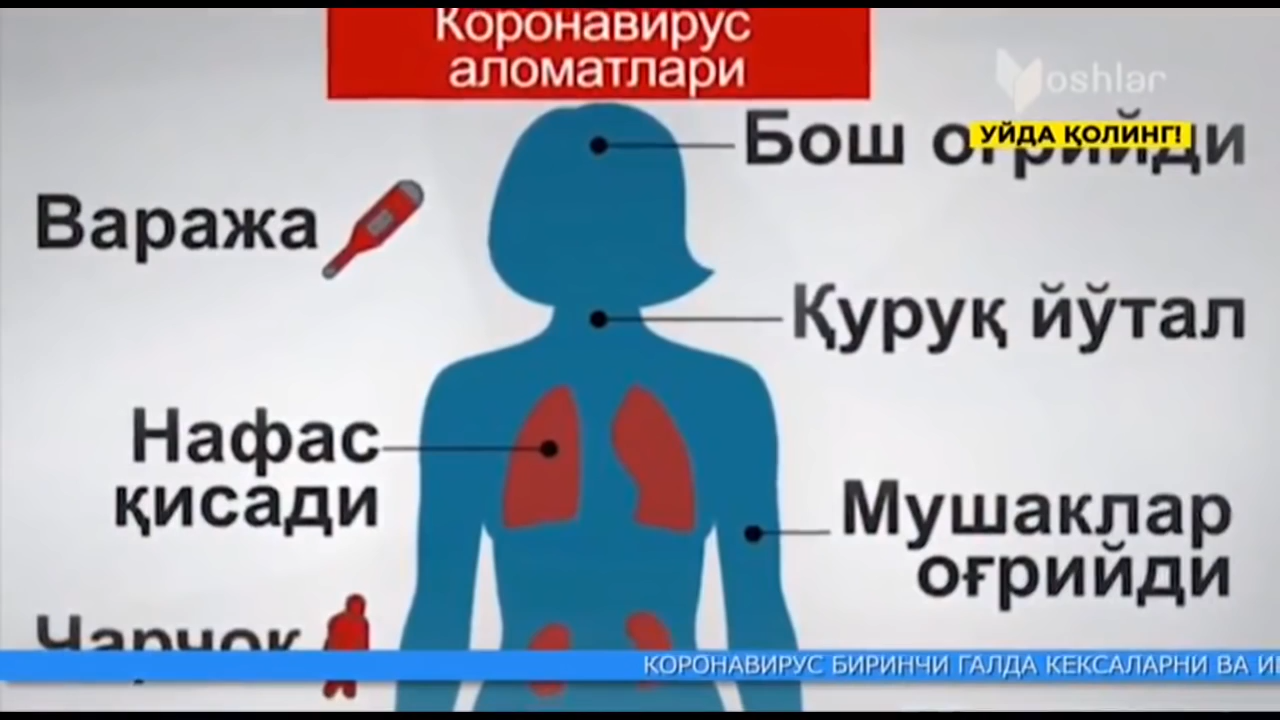 Коронавирус
аломатлари
oshlar
УЙДА ҚОЛИНГ!
Бош оғрийди
Ваража
Қуруқ йўтал
Нафас
қисади
Мушаклар
оғрийди
Чарчоқ
КОРОНАВИРУС БИРИНЧИ ГАЛДА КЕКСАЛАРНИ ВА